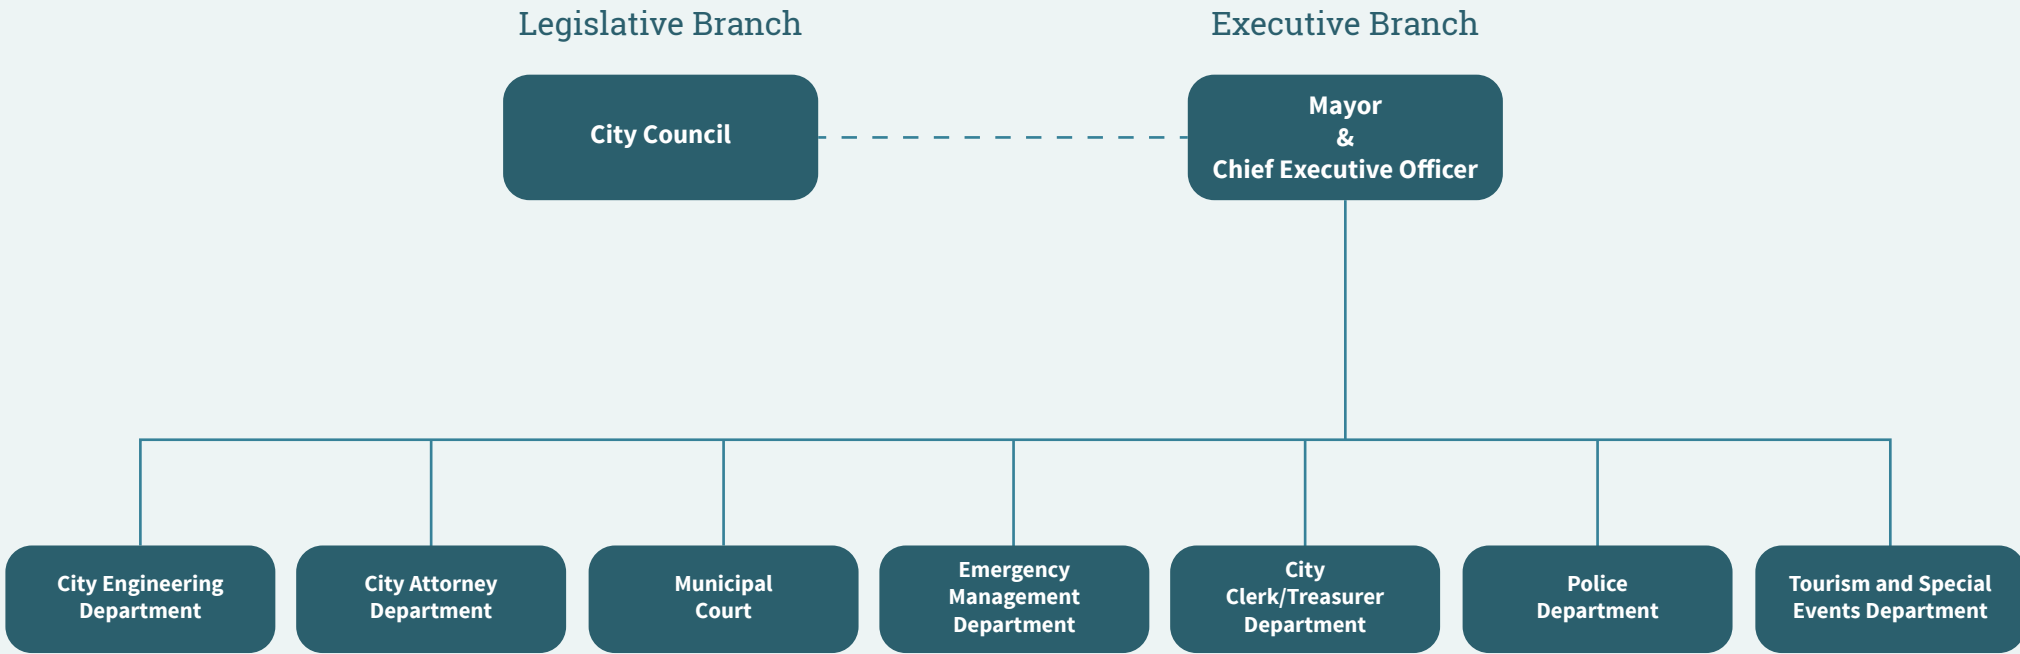 Legislative Branch
Executive Branch
City Council
Mayor
&
Chief Executive Officer
City Engineering
Department
City Attorney
Department
Municipal
Court
Emergency
Management
Department
City
Clerk/Treasurer
Department
Police
Department
Tourism and Special
Events Department